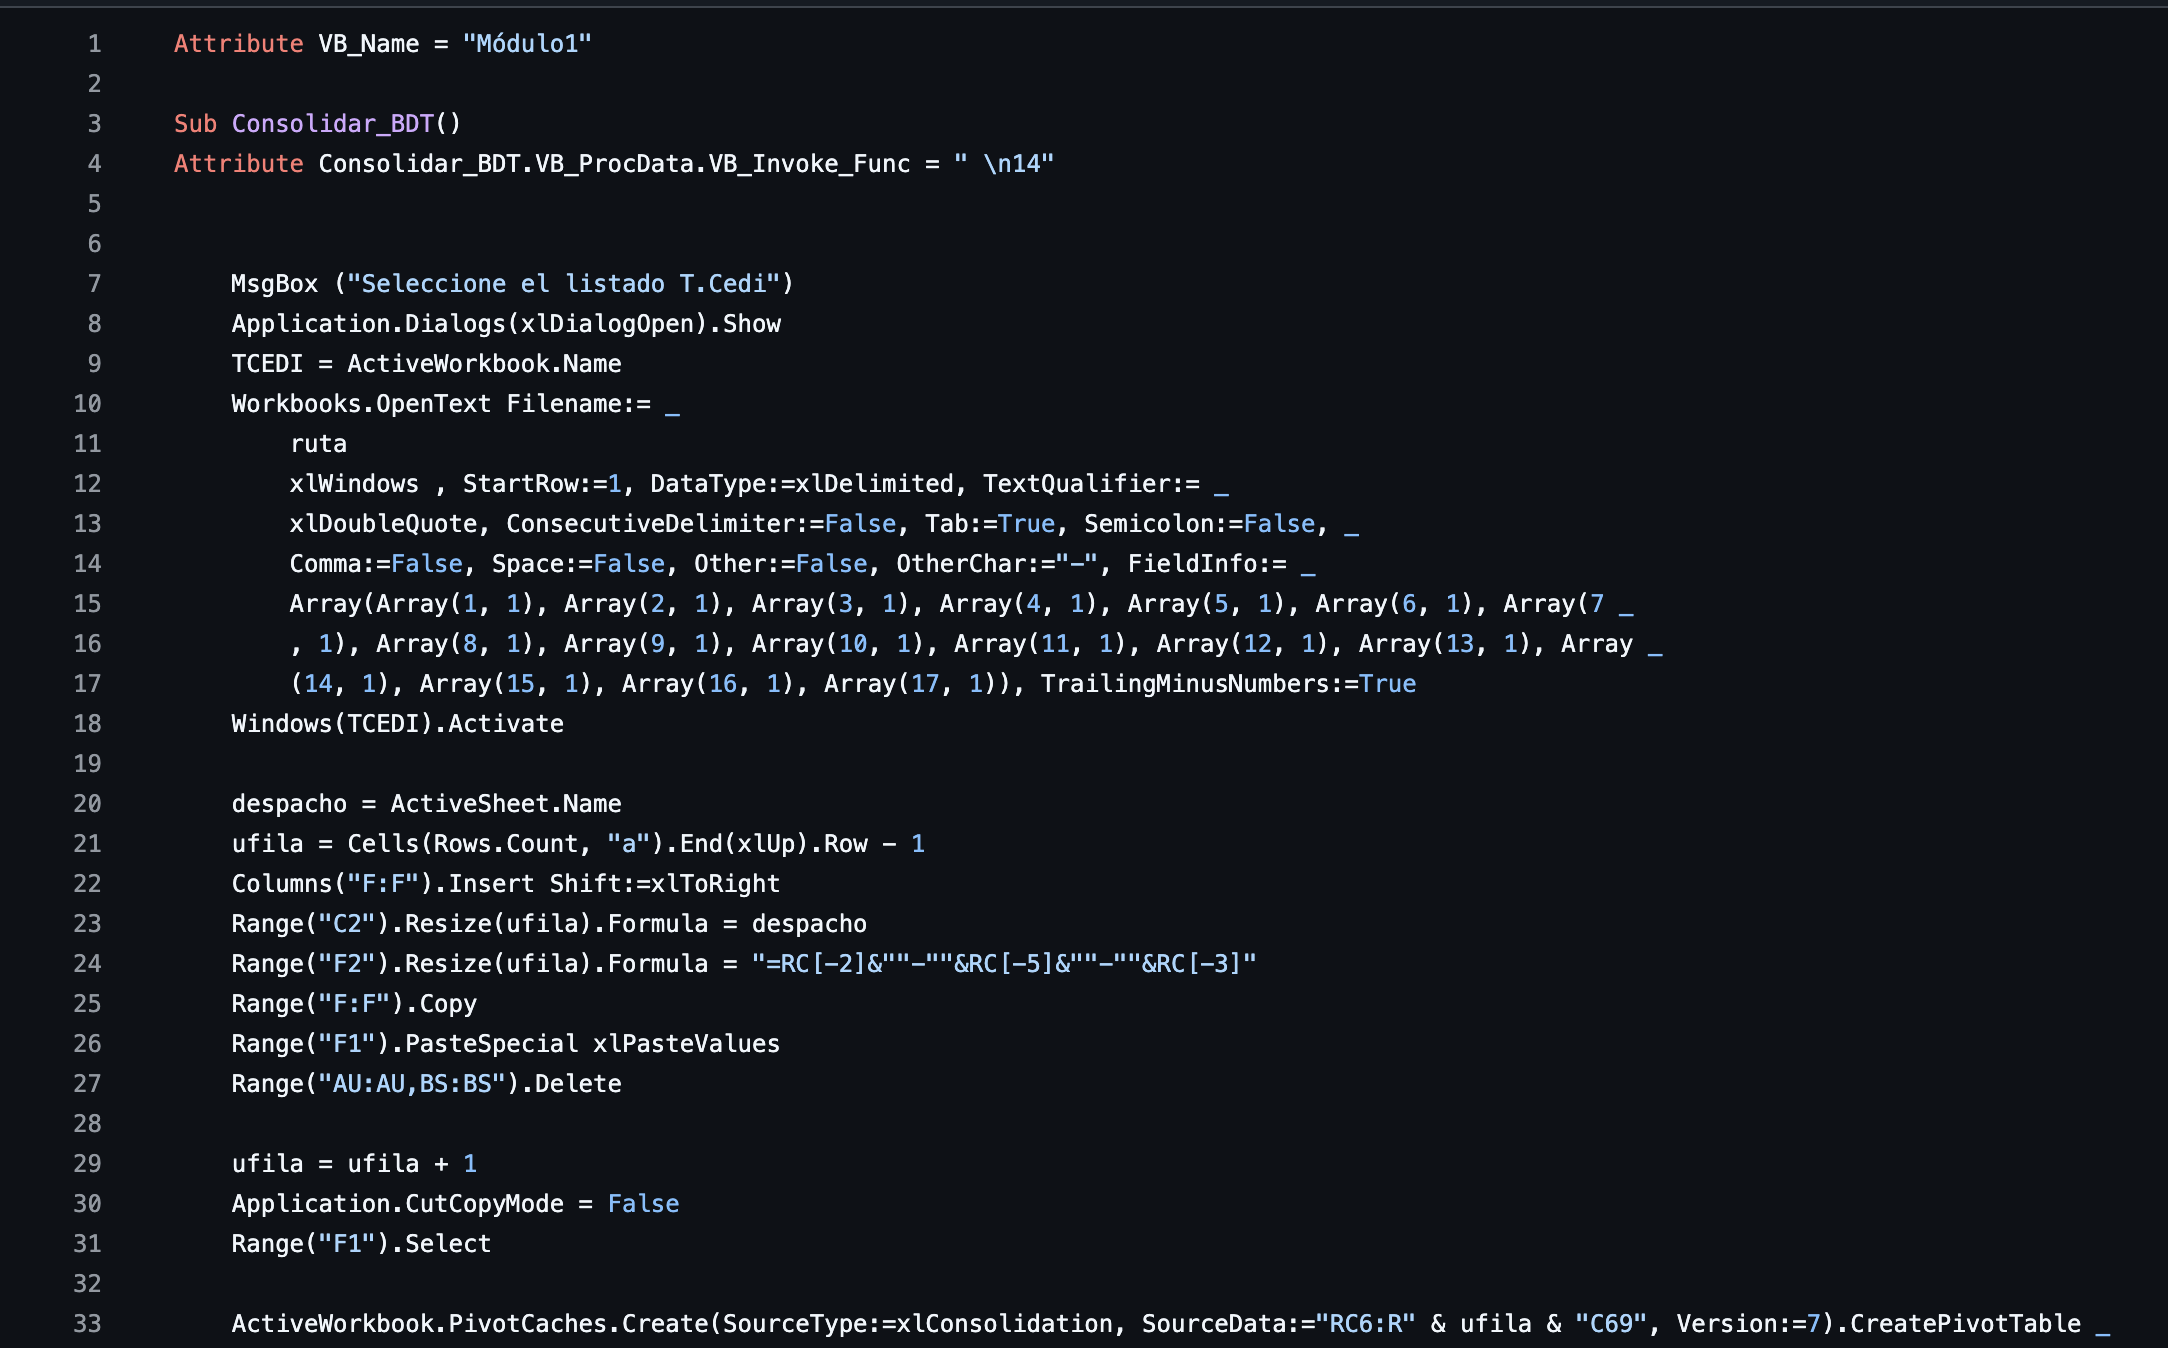 1 Attribute VB_Name = "Módulo1"
2
3 Sub Consolidar_BDT()
4 Attribute Consolidar_BDT.VB_ProcData.VB_Invoke_Func = " \n14"
5
6
7 MsgBox ("Seleccione el listado T.Cedi")
8 Application.Dialogs(xlDialogOpen).Show
9 TCEDI = ActiveWorkbook.Name
10 Workbooks.OpenText Filename:= _
11 ruta
12 xlWindows , StartRow:=1, DataType:=xlDelimited, TextQualifier:= _
13 xlDoubleQuote, ConsecutiveDelimiter:=False, Tab:=True, Semicolon:=False, _
14 Comma:=False, Space:=False, Other:=False, OtherChar:="-", FieldInfo:= _
15 Array(Array(1, 1), Array(2, 1), Array(3, 1), Array(4, 1), Array(5, 1), Array(6, 1), Array(7 _
16 , 1), Array(8, 1), Array(9, 1), Array(10, 1), Array(11, 1), Array(12, 1), Array(13, 1), Array _
17 (14, 1), Array(15, 1), Array(16, 1), Array(17, 1)), TrailingMinusNumbers:=True
18 Windows(TCEDI).Activate
19
20 despacho = ActiveSheet.Name
21 ufila = Cells(Rows.Count, "a").End(xlUp).Row - 1
22 Columns("F:F").Insert Shift:=xlToRight
23 Range("C2").Resize(ufila).Formula = despacho
24 Range("F2").Resize(ufila).Formula = "=RC[-2]&""-""&RC[-5]&""-""&RC[-3]"
25 Range("F:F").Copy
26 Range("F1").PasteSpecial xlPasteValues
27 Range("AU:AU,BS:BS").Delete
28
29 ufila = ufila + 1
30 Application.CutCopyMode = False
31 Range("F1").Select
32
33 ActiveWorkbook.PivotCaches.Create(SourceType:=xlConsolidation, SourceData:="RC6:R" & ufila & "C69", Version:=7).CreatePivotTable _